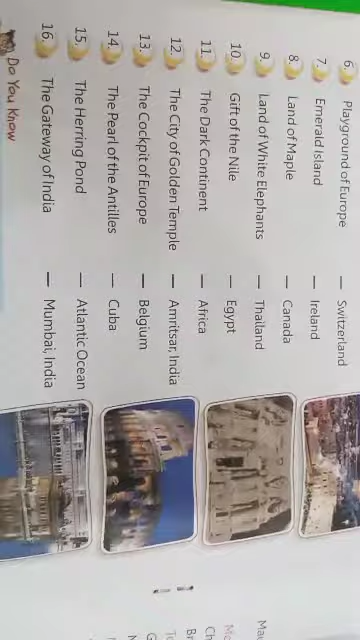 6. Playground of Europe — Switzerland
7. Emerald Island — Ireland
8. Land of Maple — Canada
9. Land of White Elephants — Thailand
10. Gift of the Nile — Egypt
11. The Dark Continent — Africa
12. The City of Golden Temple — Amritsar, India
13. The Cockpit of Europe — Belgium
14. The Pearl of the Antilles — Cuba
15. The Herring Pond — Atlantic Ocean
16. The Gateway of India — Mumbai, India
DO YOU KNOW